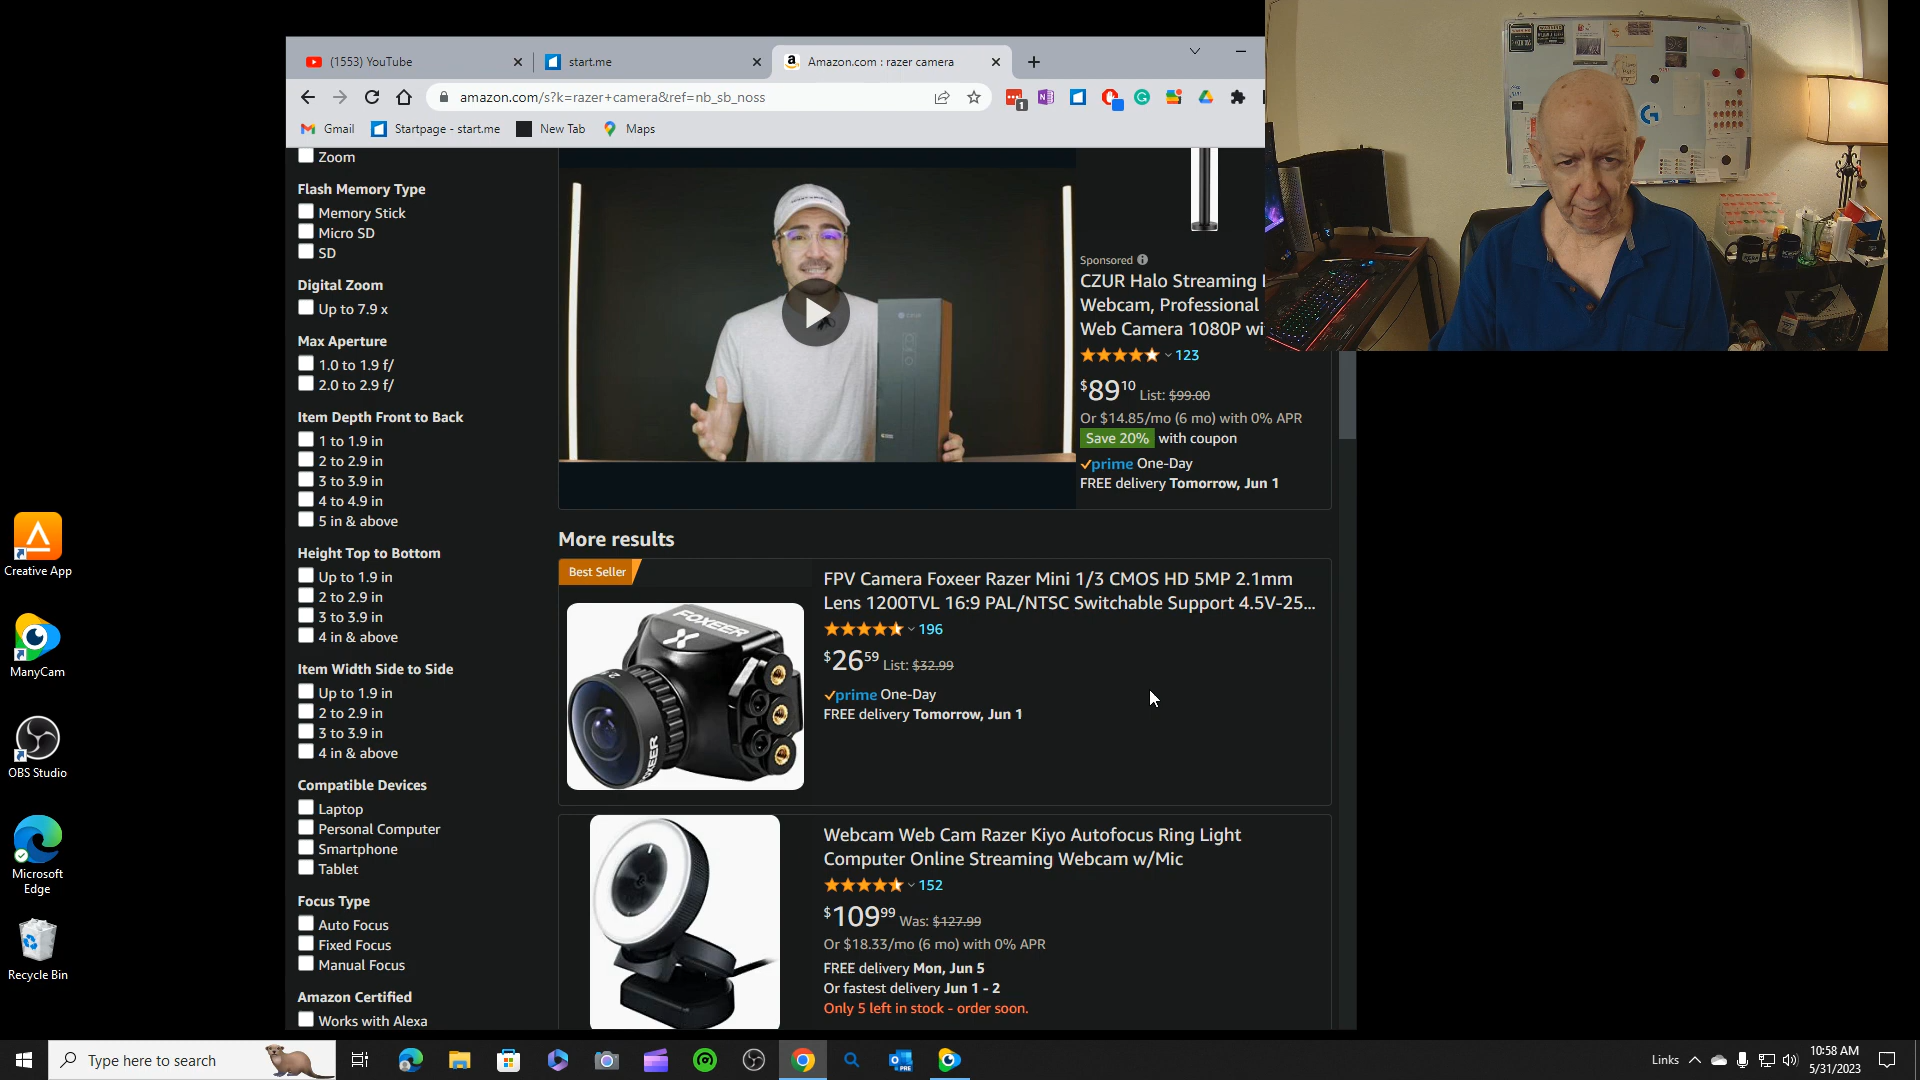 (1553) YouTube
start.me
Amazon.com : razer camera
amazon.com/s?k=razer+camera&ref=nb_sb_noss
1
Gmail
Startpage - start.me
New Tab
Maps
Zoom
Flash Memory Type
Memory Stick
Micro SD
SD
Digital Zoom
Up to 7.9 x
Max Aperture
1.0 to 1.9 f/
2.0 to 2.9 f/
Item Depth Front to Back
1 to 1.9 in
2 to 2.9 in
3 to 3.9 in
4 to 4.9 in
5 in & above
Height Top to Bottom
Up to 1.9 in
2 to 2.9 in
3 to 3.9 in
4 in & above
Item Width Side to Side
Up to 1.9 in
2 to 2.9 in
3 to 3.9 in
4 in & above
Compatible Devices
Laptop
Personal Computer
Smartphone
Tablet
Focus Type
Auto Focus
Fixed Focus
Manual Focus
Amazon Certified
Works with Alexa
Sponsored
CZUR Halo Streaming
Webcam, Professional
Web Camera 1080P wi
123
$89 10 List: $99.00
Or $14.85/mo (6 mo) with 0% APR
Save 20% with coupon
prime One-Day
FREE delivery Tomorrow, Jun 1
More results
Best Seller
FOXEER
FOXEER
FPV Camera Foxeer Razer Mini 1/3 CMOS HD 5MP 2.1mm
Lens 1200TVL 16:9 PAL/NTSC Switchable Support 4.5V-25...
196
$26 59 List: $32.99
prime One-Day
FREE delivery Tomorrow, Jun 1
Webcam Web Cam Razer Kiyo Autofocus Ring Light
Computer Online Streaming Webcam w/Mic
152
$109 99 Was: $127.99
Or $18.33/mo (6 mo) with 0% APR
FREE delivery Mon, Jun 5
Or fastest delivery Jun 1 - 2
Only 5 left in stock - order soon.
Creative App
ManyCam
OBS Studio
Microsoft
Edge
Recycle Bin
Type here to search
Links
10:58 AM
5/31/2023